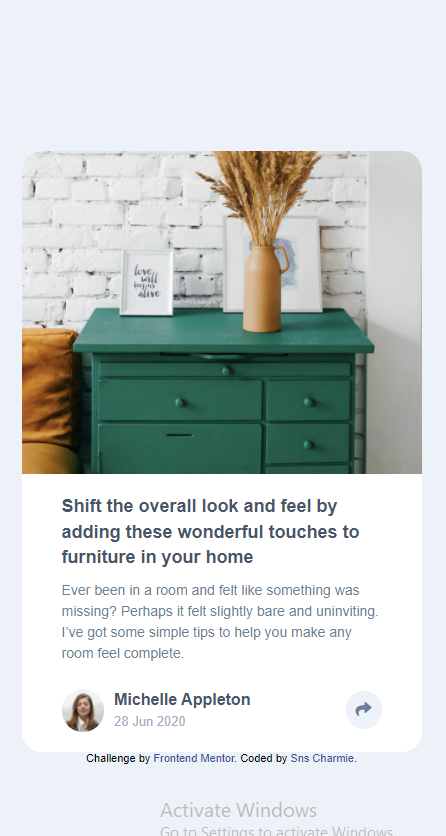 love
will
keep us
alive
Shift the overall look and feel by
adding these wonderful touches to
furniture in your home
Ever been in a room and felt like something was
missing? Perhaps it felt slightly bare and uninviting.
I’ve got some simple tips to help you make any
room feel complete.
Michelle Appleton
28 Jun 2020
Challenge by Frontend Mentor. Coded by Sns Charmie.
Activate Windows
Go to Settings to activate Windows.